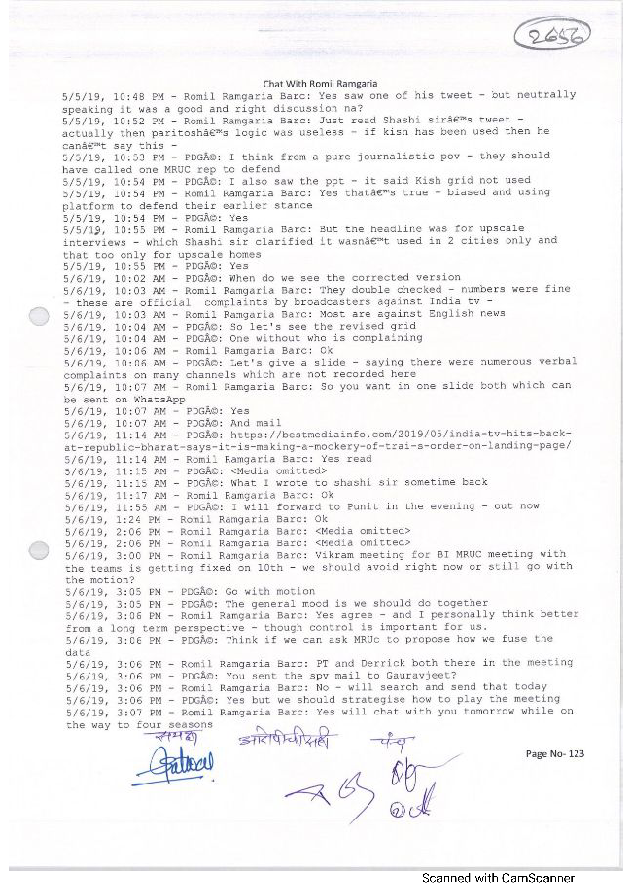 2656
Chat With Romi Ramgaria
5/5/19, 10:48 PM - Romil Ramgaria Barc: Yes saw one of his tweet - but neutrally
speaking it was a good and right discussion na?
5/5/19, 10:52 PM - Romil Ramgaria Barc: Just read Shashi sirâ€™s tweet -
actually then paritoshâ€™s logic was useless - if kish has been used then he
canâ€™t say this -
5/5/19, 10:53 PM - PDGÃ©: I think from a pure journalistic pov - they should
have called one MRUC rep to defend
5/5/19, 10:54 PM - PDGÃ©: I also saw the ppt - it said Kish grid not used
5/5/19, 10:54 PM - Romil Ramgaria Barc: Yes thatâ€™s true - biased and using
platform to defend their earlier stance
5/5/19, 10:54 PM - PDGÃ©: Yes
5/5/19, 10:55 PM - Romil Ramgaria Barc: But the headline was for upscale
interviews - which Shashi sir clarified it wasnâ€™t used in 2 cities only and
that too only for upscale homes
5/5/19, 10:55 PM - PDGÃ©: Yes
5/6/19, 10:02 AM - PDGÃ©: When do we see the corrected version
5/6/19, 10:03 AM - Romil Ramgaria Barc: They double checked - numbers were fine
- these are official complaints by broadcasters against India tv -
5/6/19, 10:03 AM - Romil Ramgaria Barc: Most are against English news
5/6/19, 10:04 AM - PDGÃ©: So let's see the revised grid
5/6/19, 10:04 AM - PDGÃ©: One without who is complaining
5/6/19, 10:06 AM - Romil Ramgaria Barc: Ok
5/6/19, 10:06 AM - PDGÃ©: Let's give a slide - saying there were numerous verbal
complaints on many channels which are not recorded here
5/6/19, 10:07 AM - Romil Ramgaria Barc: So you want in one slide both which can
be sent on WhatsApp
5/6/19, 10:07 AM - PDGÃ©: Yes
5/6/19, 10:07 AM - PDGÃ©: And mail
5/6/19, 11:14 AM - PDGÃ©: https://bestmediainfo.com/2019/05/india-tv-hits-back-
at-republic-bharat-says-it-is-making-a-mockery-of-trai-s-order-on-landing-page/
5/6/19, 11:14 AM - Romil Ramgaria Barc: Yes read
5/6/19, 11:15 AM - PDGÃ©: <Media omitted>
5/6/19, 11:15 AM - PDGÃ©: What I wrote to shashi sir sometime back
5/6/19, 11:17 AM - Romil Ramgaria Barc: Ok
5/6/19, 11:55 AM - PDGÃ©: I will forward to Punit in the evening - out now
5/6/19, 1:24 PM - Romil Ramgaria Barc: Ok
5/6/19, 2:06 PM - Romil Ramgaria Barc: <Media omitted>
5/6/19, 2:06 PM - Romil Ramgaria Barc: <Media omitted>
5/6/19, 3:00 PM - Romil Ramgaria Barc: Vikram meeting for BI MRUC meeting with
the teams is getting fixed on 10th - we should avoid right now or still go with
the motion?
5/6/19, 3:05 PM - PDGÃ©: Go with motion
5/6/19, 3:05 PM - PDGÃ©: The general mood is we should do together
5/6/19, 3:06 PM - Romil Ramgaria Barc: Yes agree - and I personally think better
from a long term perspective - though control is important for us.
5/6/19, 3:06 PM - PDGÃ©: Think if we can ask MRUC to propose how we fuse the
data
5/6/19, 3:06 PM - Romil Ramgaria Barc: PT and Derrick both there in the meeting
5/6/19, 3:06 PM - PDGÃ©: You sent the spv mail to Gauravjeet?
5/6/19, 3:06 PM - Romil Ramgaria Barc: No - will search and send that today
5/6/19, 3:06 PM - PDGÃ©: Yes but we should strategise how to play the meeting
5/6/19, 3:07 PM - Romil Ramgaria Barc: Yes will chat with you tomorrow while on
the way to four seasons
समक्ष आरोपीची सही पंच
Page No- 123
Scanned with CamScanner